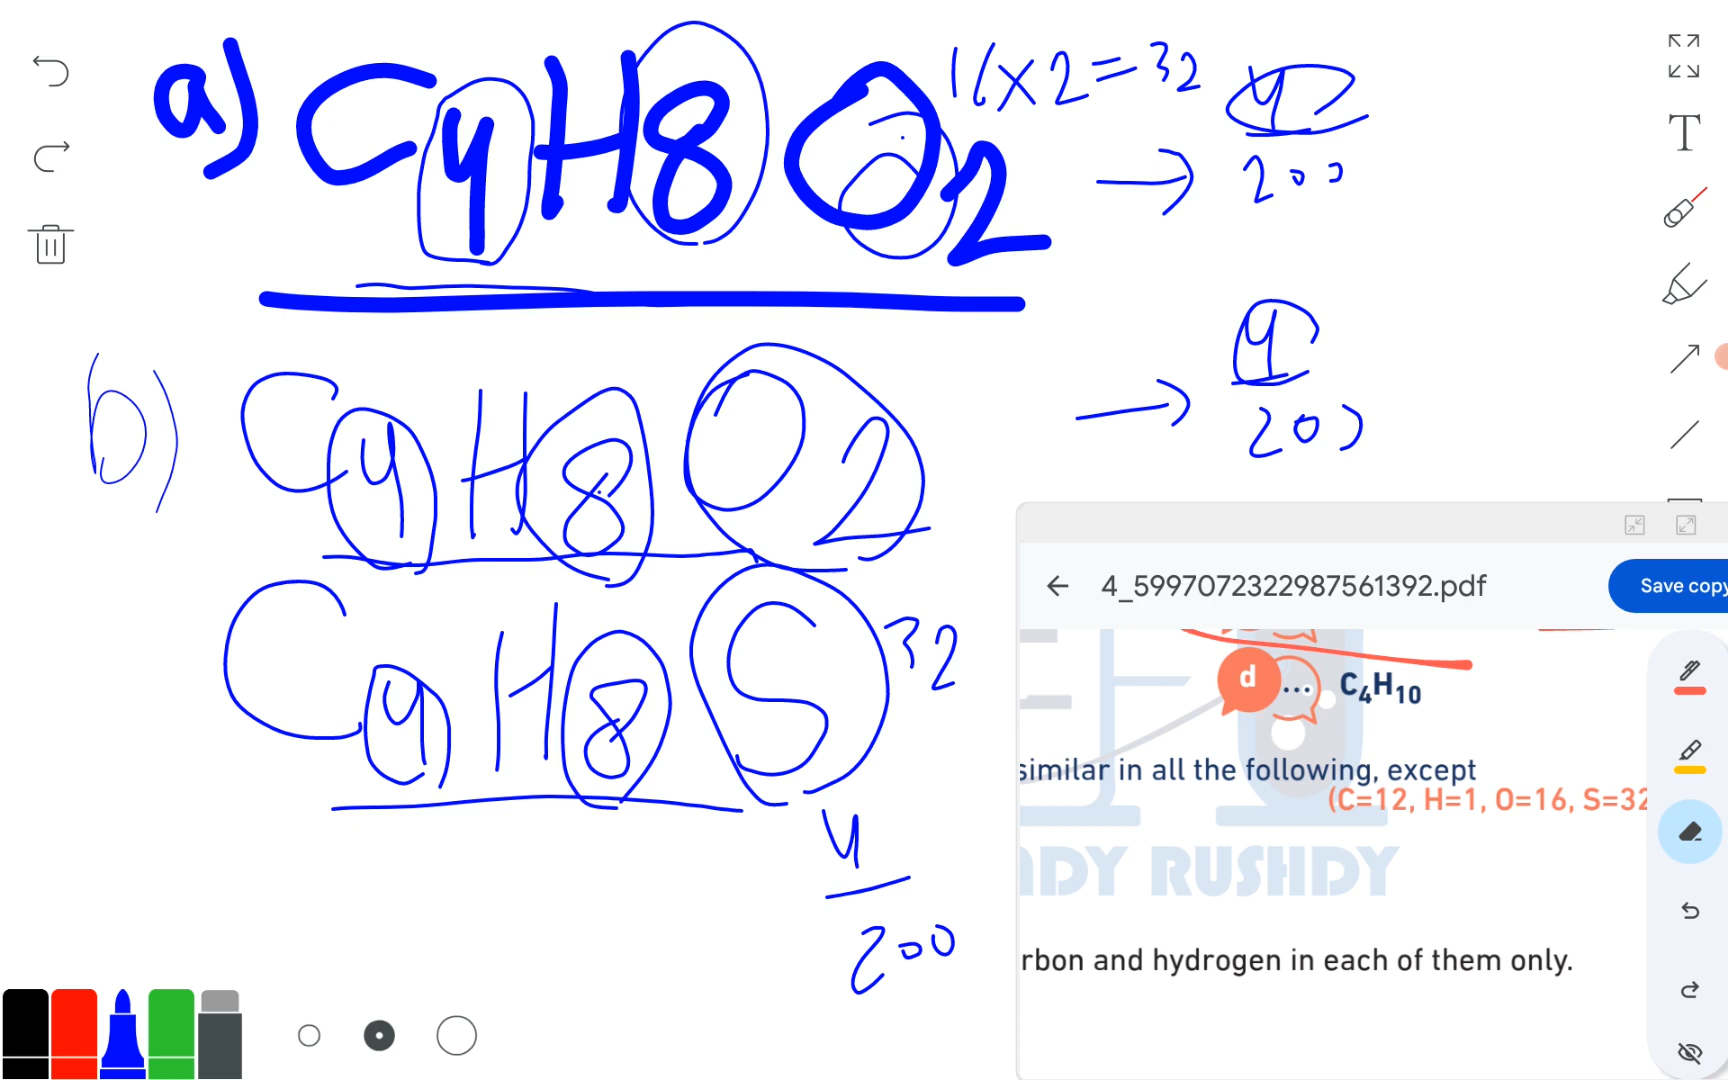 a) C4H8O2 16x2=32 → 4
200
b) C4H8O2 → 4
200
C4H8S 32
4
200
4_5997072322987561392.pdf Save copy
d ... C4H10
similar in all the following, except
(C=12, H=1, O=16, S=32
DY RUSHDY
rbon and hydrogen in each of them only.
T